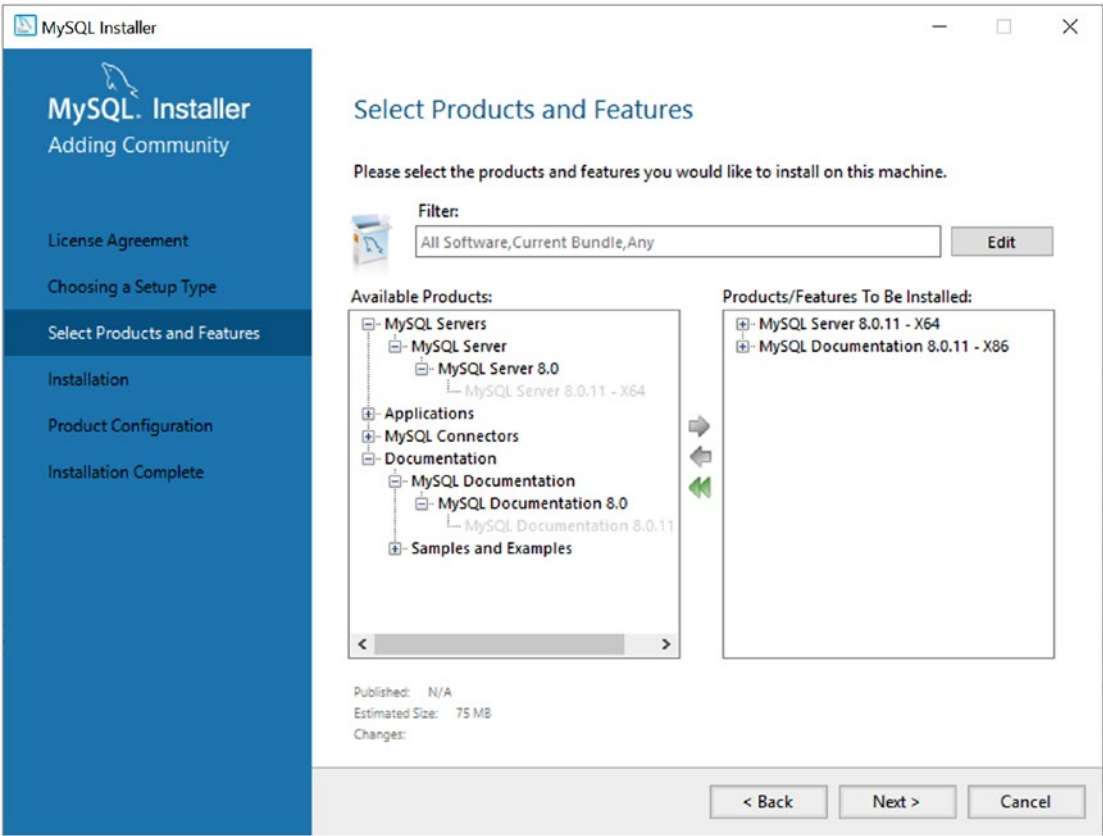 MySQL Installer
MySQL. Installer
Adding Community
License Agreement
Choosing a Setup Type
Select Products and Features
Installation
Product Configuration
Installation Complete
Select Products and Features
Please select the products and features you would like to install on this machine.
Filter:
All Software,Current Bundle,Any
Edit
Available Products:
MySQL Servers
MySQL Server
MySQL Server 8.0
MySQL Server 8.0.11 - X64
Applications
MySQL Connectors
Documentation
MySQL Documentation
MySQL Documentation 8.0
MySQL Documentation 8.0.11
Samples and Examples
Products/Features To Be Installed:
MySQL Server 8.0.11 - X64
MySQL Documentation 8.0.11 - X86
Published: N/A
Estimated Size: 75 MB
Changes:
< Back Next > Cancel